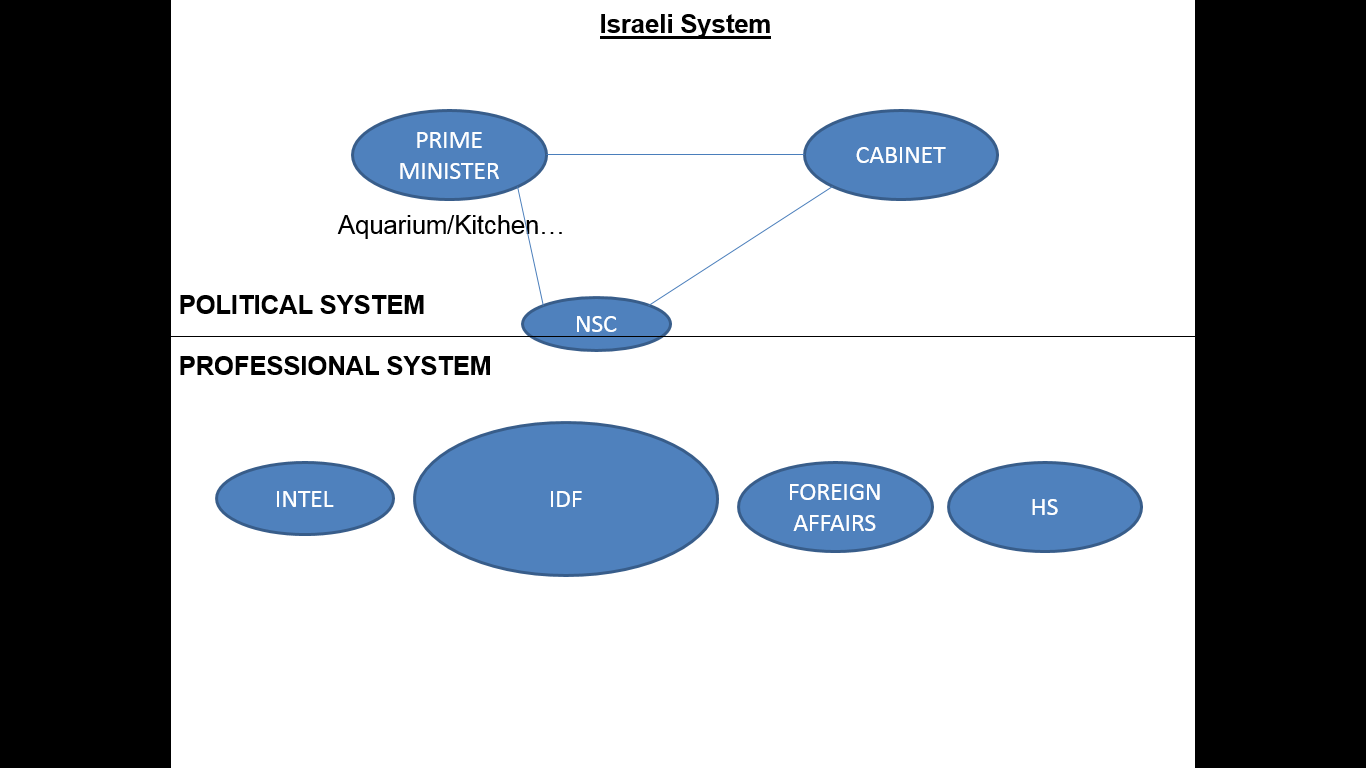 Israeli System
PRIME
MINISTER
CABINET
Aquarium/Kitchen…
POLITICAL SYSTEM
NSC
PROFESSIONAL SYSTEM
INTEL
IDF
FOREIGN
AFFAIRS
HS